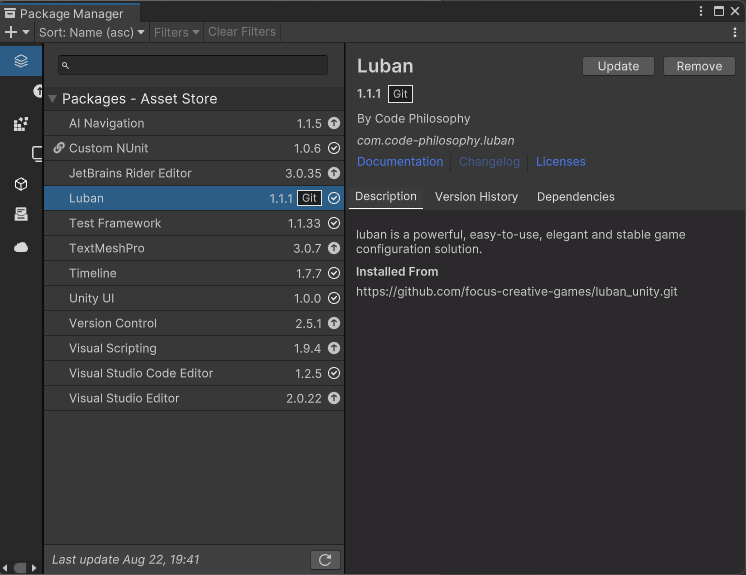 Package Manager
Sort: Name (asc)
Filters
Clear Filters
Packages - Asset Store
AI Navigation 1.1.5
Custom NUnit 1.0.6
JetBrains Rider Editor 3.0.35
Luban 1.1.1 Git
Test Framework 1.1.33
TextMeshPro 3.0.7
Timeline 1.7.7
Unity UI 1.0.0
Version Control 2.5.1
Visual Scripting 1.9.4
Visual Studio Code Editor 1.2.5
Visual Studio Editor 2.0.22
Last update Aug 22, 19:41
Luban
Update
Remove
1.1.1 Git
By Code Philosophy
com.code-philosophy.luban
Documentation
Changelog
Licenses
Description
Version History
Dependencies
luban is a powerful, easy-to-use, elegant and stable game
configuration solution.
Installed From
https://github.com/focus-creative-games/luban_unity.git